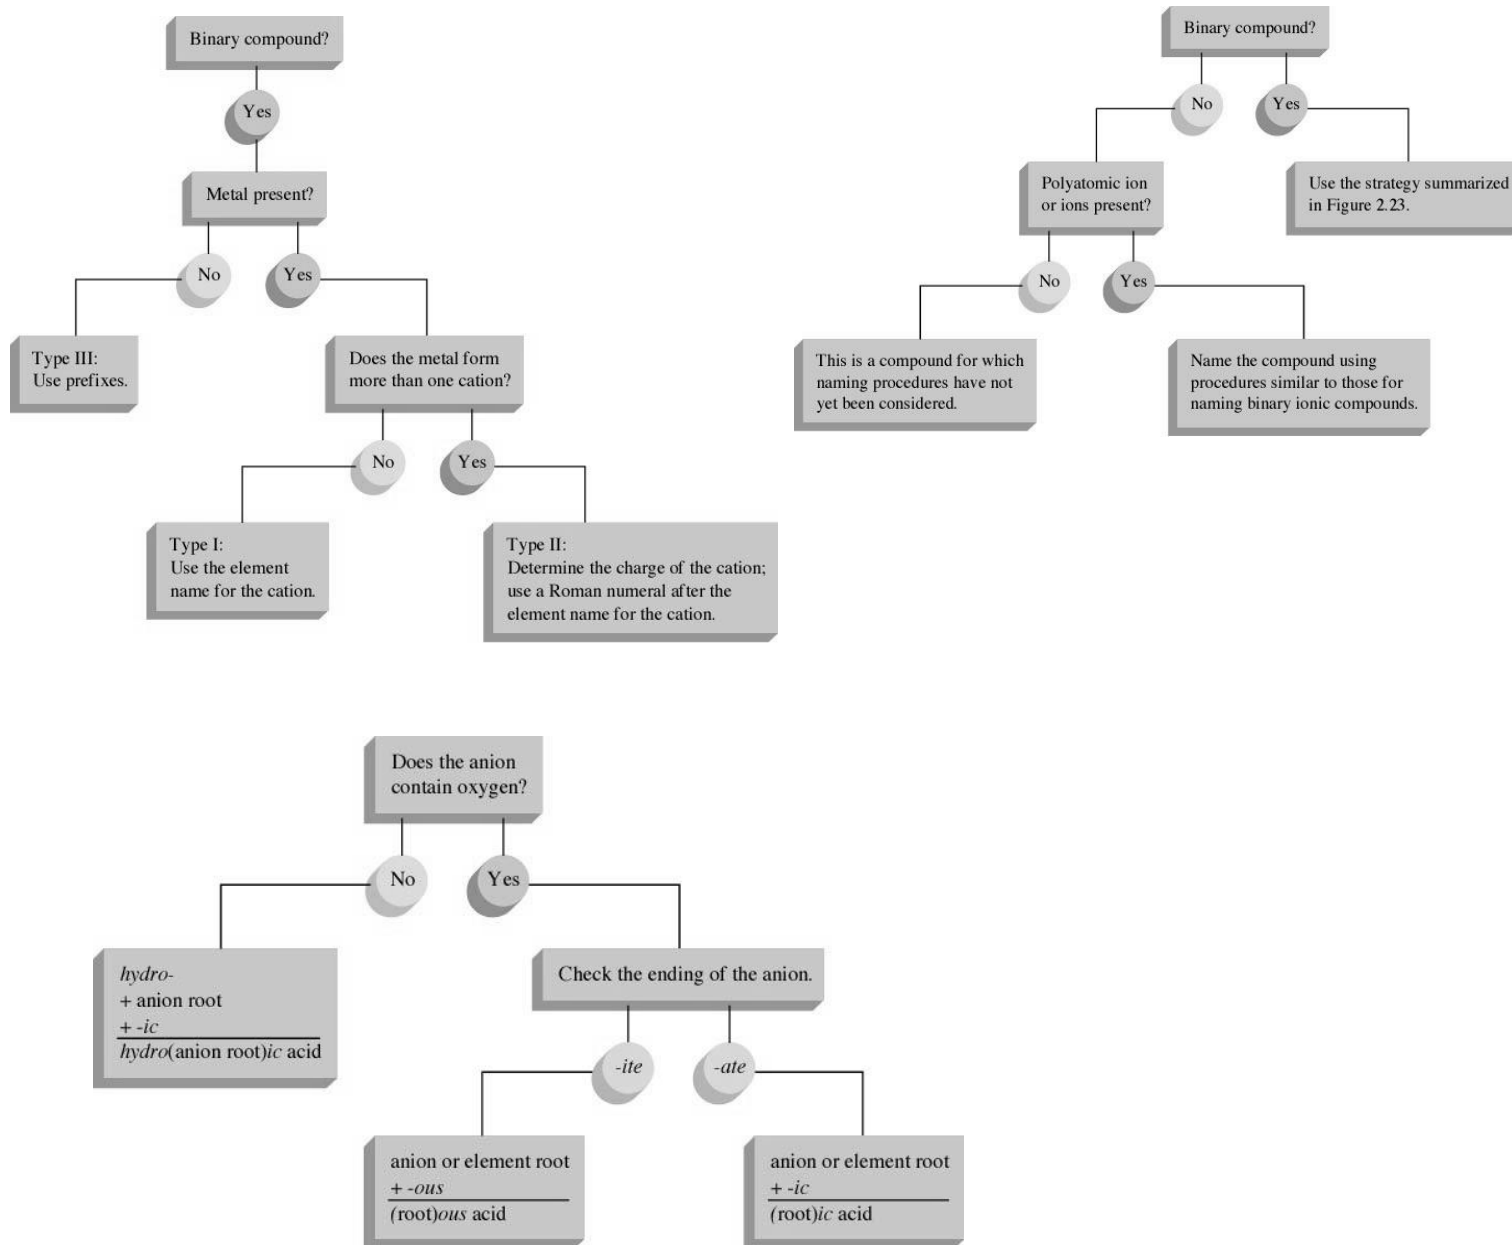 Binary compound?
Yes
Metal present?
No
Yes
Type III:
Use prefixes.
Does the metal form
more than one cation?
No
Yes
Type I:
Use the element
name for the cation.
Type II:
Determine the charge of the cation;
use a Roman numeral after the
element name for the cation.
Binary compound?
No
Yes
Polyatomic ion
or ions present?
Use the strategy summarized
in Figure 2.23.
No
Yes
This is a compound for which
naming procedures have not
yet been considered.
Name the compound using
procedures similar to those for
naming binary ionic compounds.
Does the anion
contain oxygen?
No
Yes
hydro-
+ anion root
+ -ic
hydro(anion root)ic acid
Check the ending of the anion.
-ite
-ate
anion or element root
+ -ous
(root)ous acid
anion or element root
+ -ic
(root)ic acid